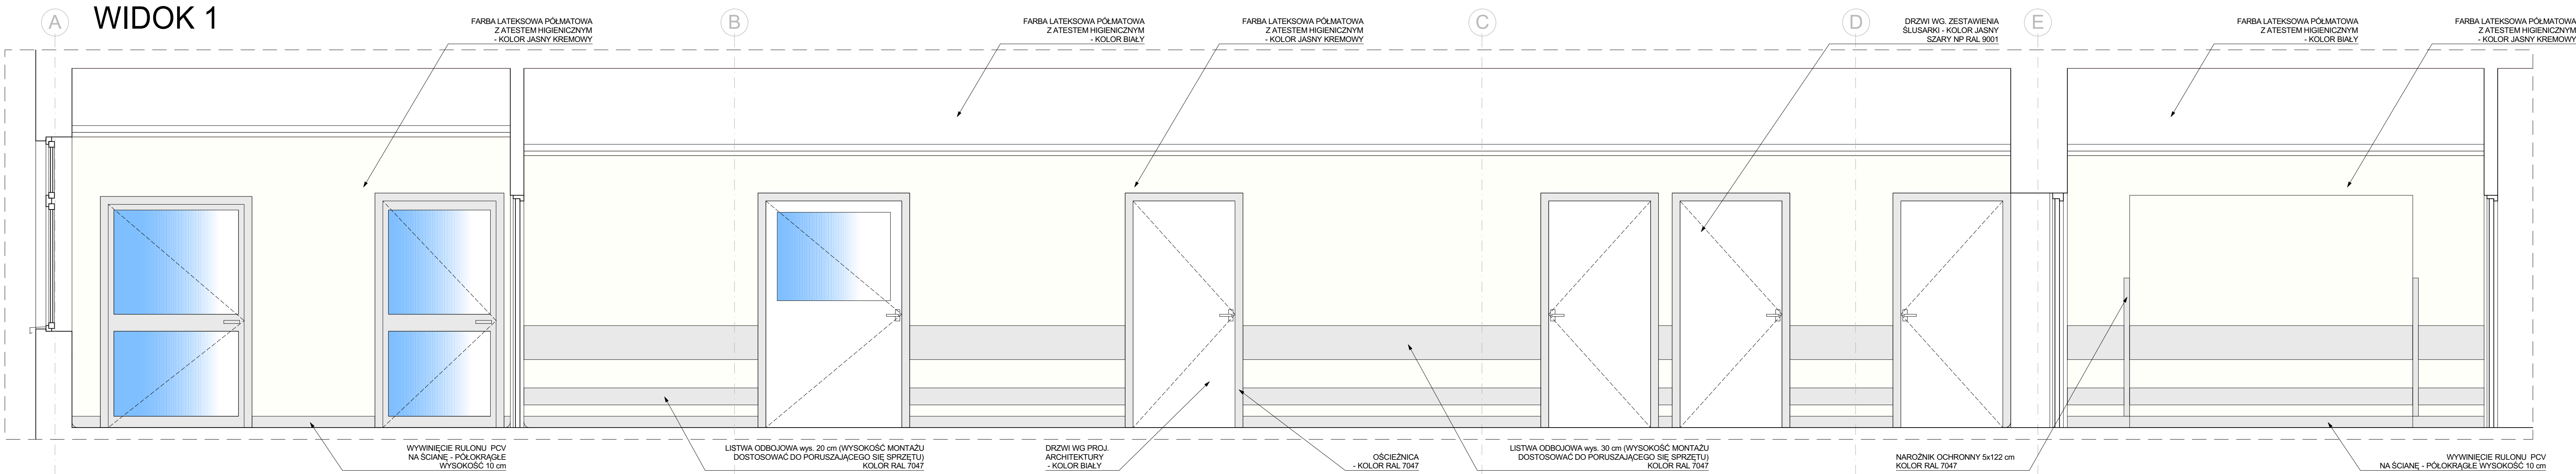 WIDOK 1
A
B
C
D
E
FARBA LATEKSOWA PÓŁMATOWA
Z ATESTEM HIGIENICZNYM
- KOLOR JASNY KREMOWY
FARBA LATEKSOWA PÓŁMATOWA
Z ATESTEM HIGIENICZNYM
- KOLOR BIAŁY
FARBA LATEKSOWA PÓŁMATOWA
Z ATESTEM HIGIENICZNYM
- KOLOR JASNY KREMOWY
DRZWI WG. ZESTAWIENIA
ŚLUSARKI - KOLOR JASNY
SZARY NP RAL 9001
FARBA LATEKSOWA PÓŁMATOWA
Z ATESTEM HIGIENICZNYM
- KOLOR BIAŁY
FARBA LATEKSOWA PÓŁMATOWA
Z ATESTEM HIGIENICZNYM
- KOLOR JASNY KREMOWY
WYWINIĘCIE RULONU PCV
NA ŚCIANĘ - PÓŁOKRĄGŁE
WYSOKOŚĆ 10 cm
LISTWA ODBOJOWA wys. 20 cm (WYSOKOŚĆ MONTAŻU
DOSTOSOWAĆ DO PORUSZAJĄCEGO SIĘ SPRZĘTU)
KOLOR RAL 7047
DRZWI WG PROJ.
ARCHITEKTURY
- KOLOR BIAŁY
OŚCIEŻNICA
- KOLOR RAL 7047
LISTWA ODBOJOWA wys. 30 cm (WYSOKOŚĆ MONTAŻU
DOSTOSOWAĆ DO PORUSZAJĄCEGO SIĘ SPRZĘTU)
KOLOR RAL 7047
NAROŻNIK OCHRONNY 5x122 cm
KOLOR RAL 7047
WYWINIĘCIE RULONU PCV
NA ŚCIANĘ - PÓŁOKRĄGŁE WYSOKOŚĆ 10 cm